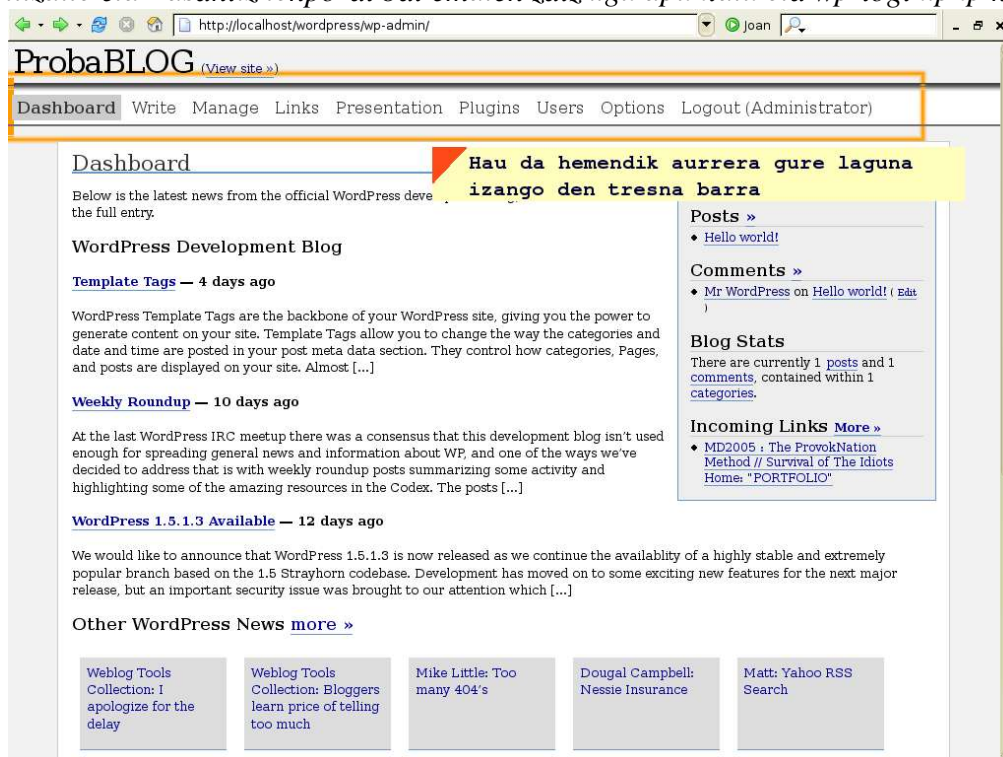 http://localhost/wordpress/wp-admin/
Joan
ProbaBLOG (View site »)
Dashboard Write Manage Links Presentation Plugins Users Options Logout (Administrator)
Hau da hemendik aurrera gure laguna
izango den tresna barra
Dashboard
Below is the latest news from the official WordPress
the full entry.
WordPress Development Blog
Template Tags — 4 days ago
WordPress Template Tags are the backbone of your WordPress site, giving you the power to
generate content on your site. Template Tags allow you to change the way the categories and
date and time are posted in your post meta data section. They control how categories, Pages,
and posts are displayed on your site. Almost [...]
Weekly Roundup — 10 days ago
At the last WordPress IRC meetup there was a consensus that this development blog isn't used
enough for spreading general news and information about WP, and one of the ways we've
decided to address that is with weekly roundup posts summarizing some activity and
highlighting some of the amazing resources in the Codex. The posts [...]
WordPress 1.5.1.3 Available — 12 days ago
We would like to announce that WordPress 1.5.1.3 is now released as we continue the availablity of a highly stable and extremely
popular branch based on the 1.5 Strayhorn codebase. Development has moved on to some exciting new features for the next major
release, but an important security issue was brought to our attention which [...]
Posts »
Hello world!
Comments »
Mr WordPress on Hello world! ( Edit
)
Blog Stats
There are currently 1 posts and 1
comments, contained within 1
categories.
Incoming Links More »
MD2005 : The ProvokNation
Method // Survival of The Idiots
Home: "PORTFOLIO"
Other WordPress News more »
Weblog Tools
Collection: I
apologize for the
delay
Weblog Tools
Collection: Bloggers
learn price of telling
too much
Mike Little: Too
many 404's
Dougal Campbell:
Nessie Insurance
Matt: Yahoo RSS
Search